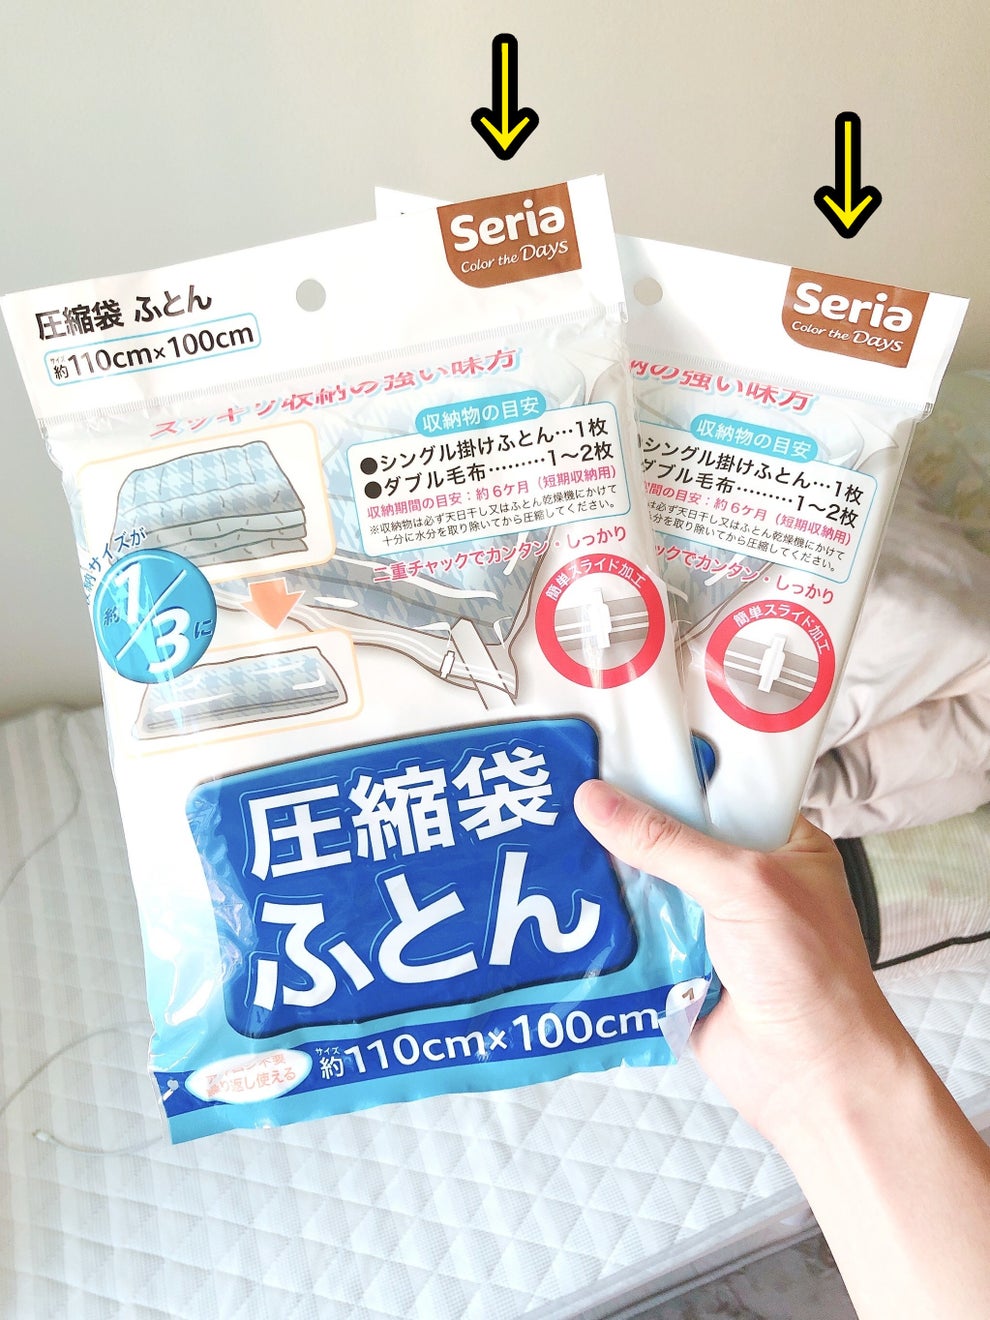 Seria
Color the Days
圧縮袋 ふとん
サイズ
約110cm×100cm
スッキリ収納の強い味方
収納物の目安
●シングル掛けふとん…1枚
●ダブル毛布………1～2枚
収納期間の目安：約6ケ月（短期収納用）
※収納物は必ず天日干し又はふとん乾燥機にかけて
十分に水分を取り除いてから圧縮してください。
二重チャックでカンタン・しっかり
簡単スライド加工
収納サイズが
約1/3に
圧縮袋
ふとん
サイズ
約110cm×100cm
繰り返し使える
Seria
Color the Days
納の強い味方
収納物の目安
シングル掛けふとん…1枚
ダブル毛布………1～2枚
間の目安：約6ケ月（短期収納用）
は必ず天日干し又はふとん乾燥機にかけて
分を取り除いてから圧縮してください。
ックでカンタン・しっかり
簡単スライド加工